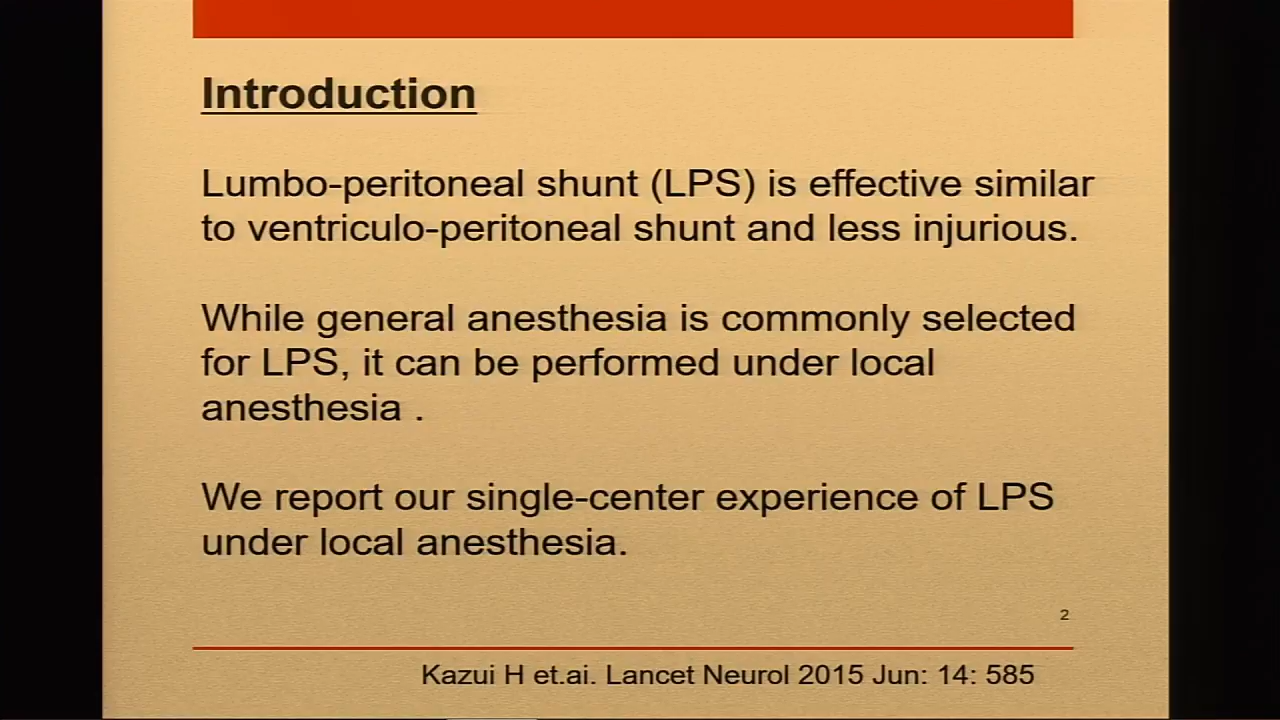 Introduction
Lumbo-peritoneal shunt (LPS) is effective similar
to ventriculo-peritoneal shunt and less injurious.
While general anesthesia is commonly selected
for LPS, it can be performed under local
anesthesia .
We report our single-center experience of LPS
under local anesthesia.
2
Kazui H et.ai. Lancet Neurol 2015 Jun: 14: 585